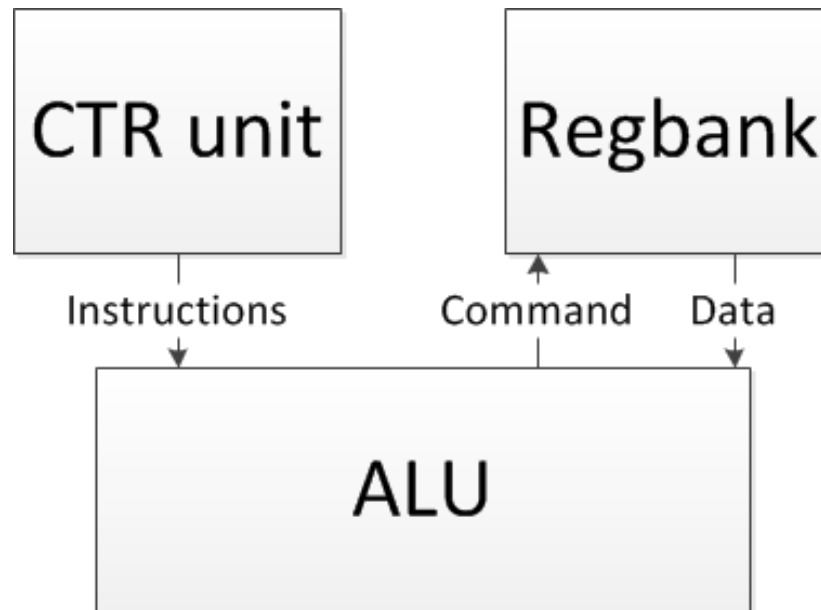 CTR unit
Regbank
Instructions
Command
Data
ALU